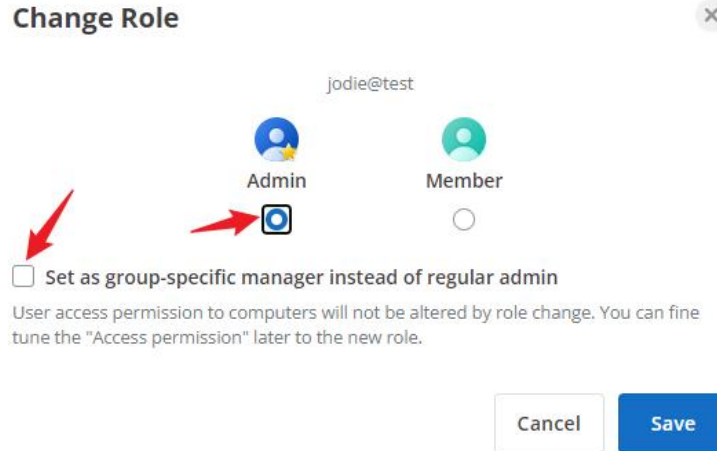 Change Role
jodie@test
Admin
Member
Set as group-specific manager instead of regular admin
User access permission to computers will not be altered by role change. You can fine
tune the "Access permission" later to the new role.
Cancel
Save